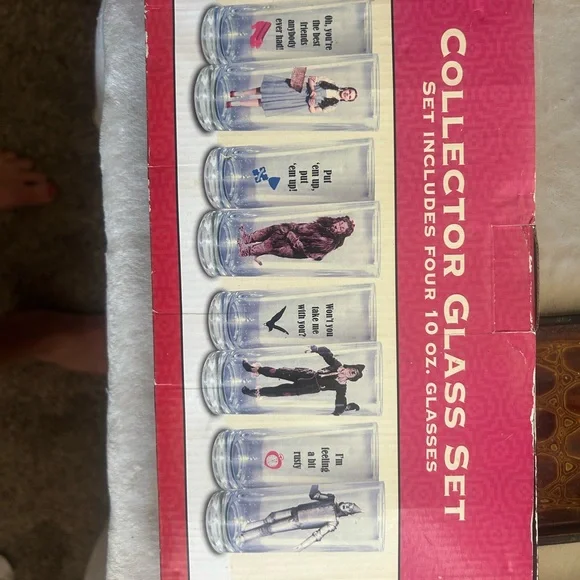 COLLECTOR GLASS SET
SET INCLUDES FOUR 10 OZ. GLASSES
Oh, you're
the best
friends
anybody
ever had!
Put
'em up,
put
'em up!
Won't you
take me
with you?
I'm
feeling
a bit
rusty